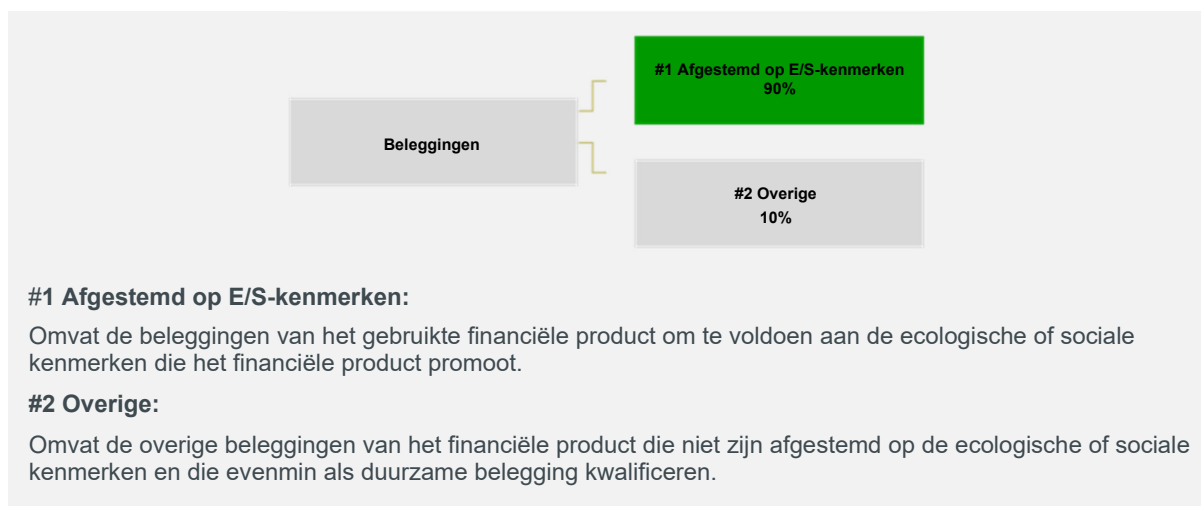 #1 Afgestemd op E/S-kenmerken
90%
Beleggingen
#2 Overige
10%
#1 Afgestemd op E/S-kenmerken:
Omvat de beleggingen van het gebruikte financiële product om te voldoen aan de ecologische of sociale
kenmerken die het financiële product promoot.
#2 Overige:
Omvat de overige beleggingen van het financiële product die niet zijn afgestemd op de ecologische of sociale
kenmerken en die evenmin als duurzame belegging kwalificeren.